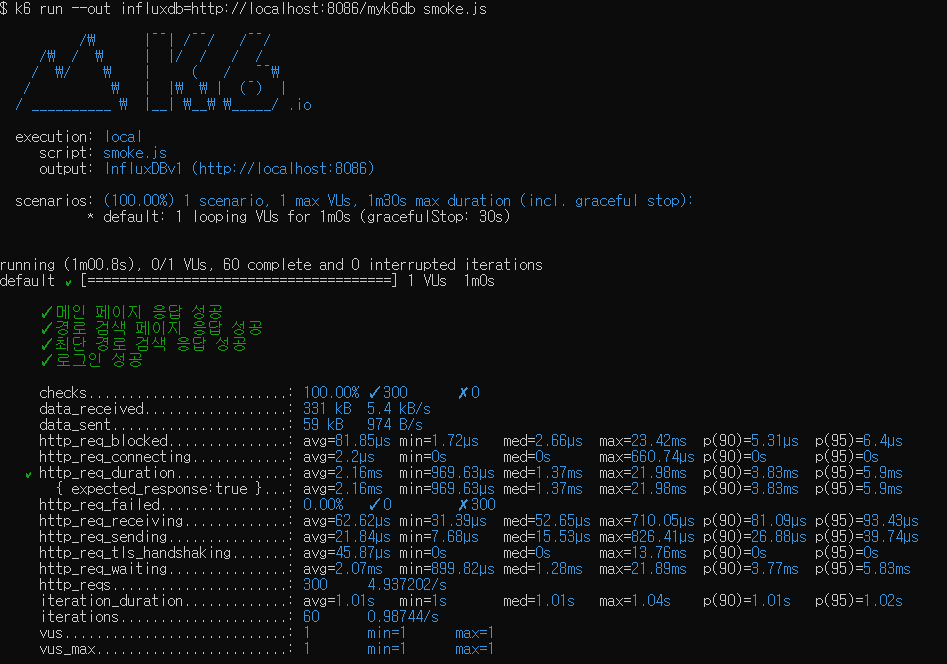 $ k6 run --out influxdb=http://localhost:8086/myk6db smoke.js
         /₩      |‾‾| /‾‾/   /‾‾/
    /₩  /  ₩     |  |/  /   /  /
   /  ₩/    ₩    |     (   /   ‾‾₩
  /          ₩   |  |₩  ₩ |  (‾)  |
 / __________ ₩  |__| ₩__₩ ₩_____/ .io
execution: local
script: smoke.js
output: InfluxDBv1 (http://localhost:8086)
scenarios: (100.00%) 1 scenario, 1 max VUs, 1m30s max duration (incl. graceful stop):
* default: 1 looping VUs for 1m0s (gracefulStop: 30s)
running (1m00.8s), 0/1 VUs, 60 complete and 0 interrupted iterations
default ✔ [======================================] 1 VUs  1m0s
✓메인 페이지 응답 성공
✓경로 검색 페이지 응답 성공
✓최단 경로 검색 응답 성공
✓로그인 성공
checks.........................: 100.00% ✓300      ✗0
data_received..................: 331 kB  5.4 kB/s
data_sent......................: 59 kB   974 B/s
http_req_blocked...............: avg=81.85µs min=1.72µs   med=2.66µs  max=23.42ms  p(90)=5.31µs  p(95)=6.4µs
http_req_connecting............: avg=2.2µs   min=0s       med=0s      max=660.74µs p(90)=0s      p(95)=0s
✔ http_req_duration..............: avg=2.16ms  min=969.63µs med=1.37ms  max=21.98ms  p(90)=3.83ms  p(95)=5.9ms
{ expected_response:true }...: avg=2.16ms  min=969.63µs med=1.37ms  max=21.98ms  p(90)=3.83ms  p(95)=5.9ms
http_req_failed................: 0.00%   ✓0        ✗300
http_req_receiving.............: avg=62.62µs min=31.39µs  med=52.65µs max=710.05µs p(90)=81.09µs p(95)=93.43µs
http_req_sending...............: avg=21.84µs min=7.68µs   med=15.53µs max=826.41µs p(90)=26.88µs p(95)=39.74µs
http_req_tls_handshaking.......: avg=45.87µs min=0s       med=0s      max=13.76ms  p(90)=0s      p(95)=0s
http_req_waiting...............: avg=2.07ms  min=899.82µs med=1.28ms  max=21.89ms  p(90)=3.77ms  p(95)=5.83ms
http_reqs......................: 300     4.937202/s
iteration_duration.............: avg=1.01s   min=1s       med=1.01s   max=1.04s    p(90)=1.01s   p(95)=1.02s
iterations.....................: 60      0.98744/s
vus............................: 1       min=1      max=1
vus_max........................: 1       min=1      max=1